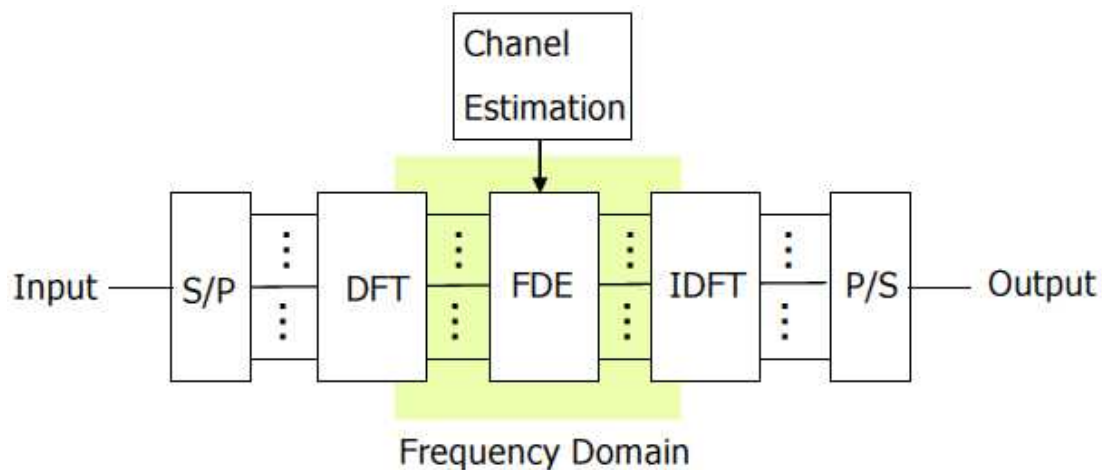 Chanel
Estimation
Input
S/P
DFT
FDE
IDFT
P/S
Output
Frequency Domain